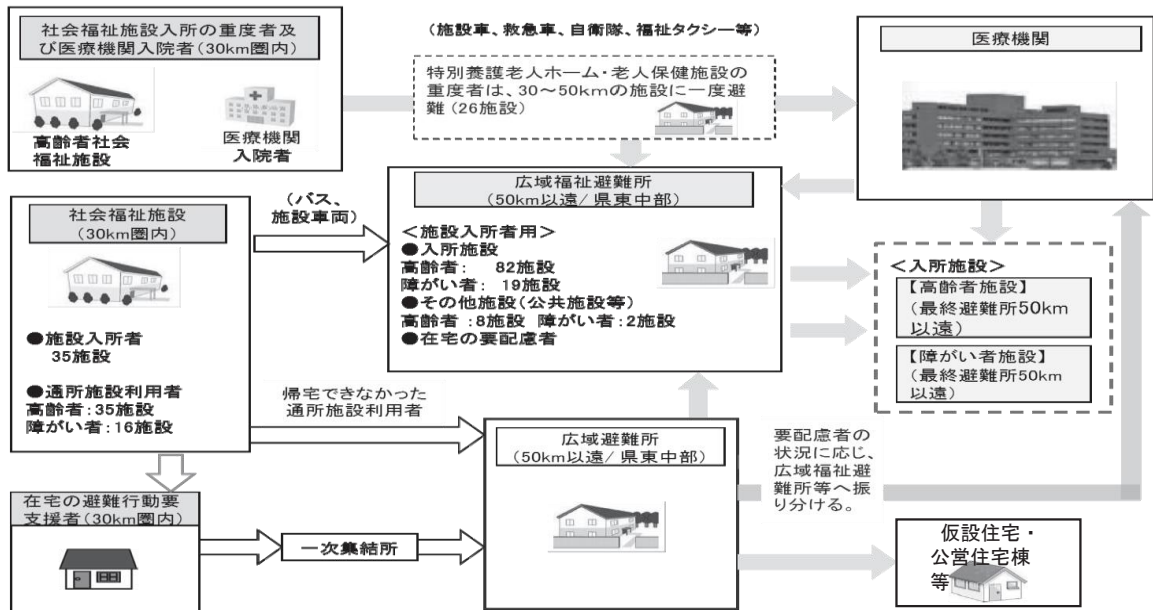 社会福祉施設入所の重度者及
び医療機関入院者(30km圏内)
高齢者社会
福祉施設
医療機関
入院者
(施設車、救急車、自衛隊、福祉タクシー等)
特別養護老人ホーム・老人保健施設の
重度者は、30～50kmの施設に一度避
難(26施設)
医療機関
社会福祉施設
(30km圏内)
●施設入所者
35施設
●通所施設利用者
高齢者:35施設
障がい者:16施設
(バス、
施設車両)
広域福祉避難所
(50km以遠/ 県東中部)
<施設入所者用>
●入所施設
高齢者: 82施設
障がい者: 19施設
●その他施設(公共施設等)
高齢者 :8施設 障がい者:2施設
●在宅の要配慮者
<入所施設>
【高齢者施設】
(最終避難所50km
以遠)
【障がい者施設】
(最終避難所50km
以遠)
帰宅できなかった
通所施設利用者
広域避難所
(50km以遠/ 県東中部)
要配慮者の
状況に応じ、
広域福祉避
難所等へ振
り分ける。
在宅の避難行動要
支援者(30km圏内)
一次集結所
仮設住宅・
公営住宅棟
等